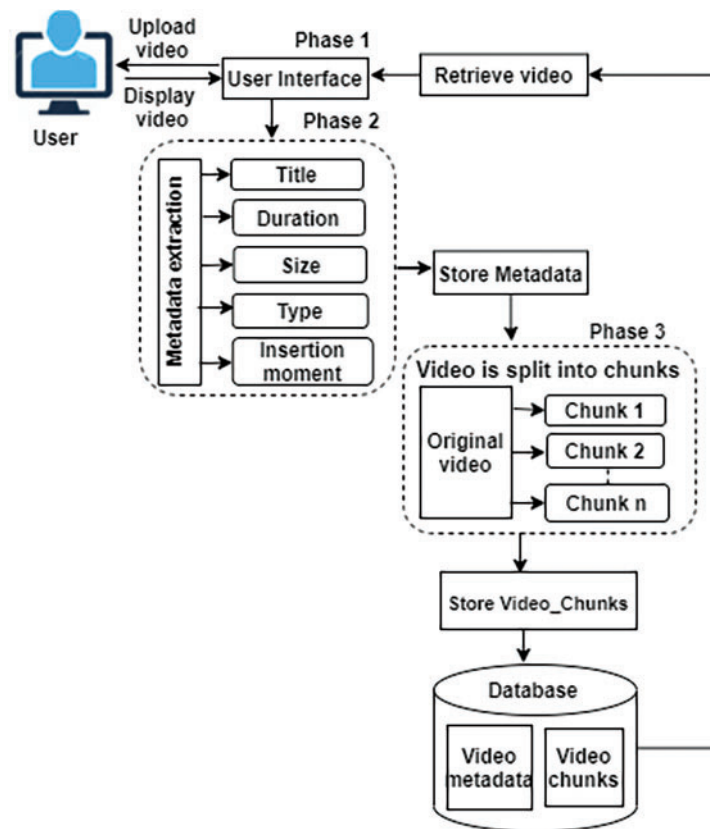 Upload
video
Display
video
User
Phase 1
User Interface
Retrieve video
Phase 2
Metadata extraction
Title
Duration
Size
Type
Insertion
moment
Store Metadata
Phase 3
Video is split into chunks
Original
video
Chunk 1
Chunk 2
Chunk n
Store Video_Chunks
Database
Video
metadata
Video
chunks